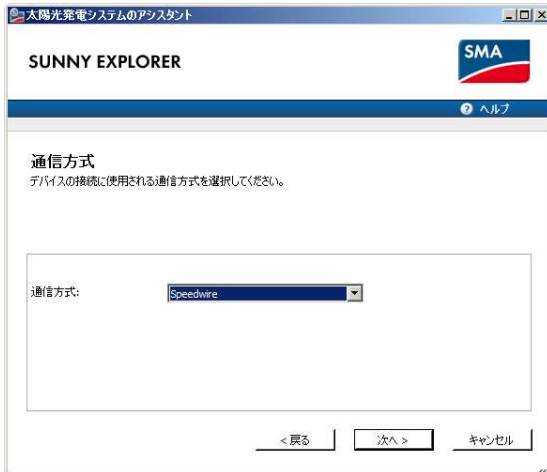 太陽光発電システムのアシスタント
SUNNY EXPLORER
SMA
? ヘルプ
通信方式
デバイスの接続に使用される通信方式を選択してください。
通信方式: Speedwire
< 戻る 次へ > キャンセル